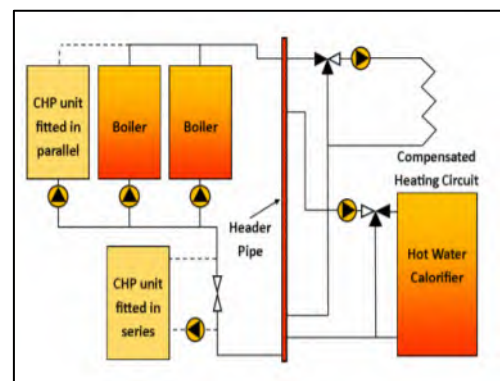 CHP unit
fitted in
parallel
Boiler
Boiler
Compensated
Heating Circuit
Header
Pipe
Hot Water
Calorifier
CHP unit
fitted in
series